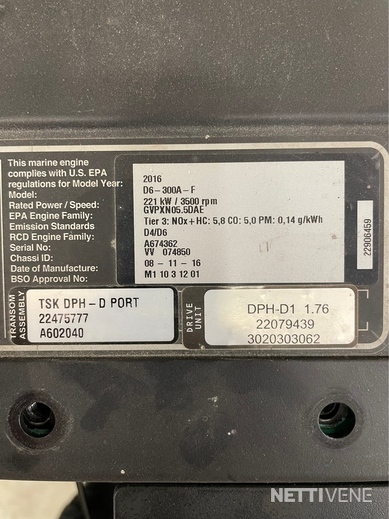 This marine engine
complies with U.S. EPA
regulations for Model Year: 2016
Model: D6-300A-F
Rated Power / Speed: 221 kW / 3500 rpm
EPA Engine Family: GVPXN05.5DAE
Emission Standards Tier 3: NOx+HC: 5,8 CO: 5,0 PM: 0,14 g/kWh
RCD Engine Family: D4/D6
Serial No: A674362
Chassi ID: VV 074850
Date of Manufacture: 08-11-16
BSO Approval No: M1 10 3 12 01
22906459
TRANSOM
ASSEMBLY
TSK DPH-D PORT
22475777
A602040
DRIVE
UNIT
DPH-D1 1.76
22079439
3020303062
NETTIVENE